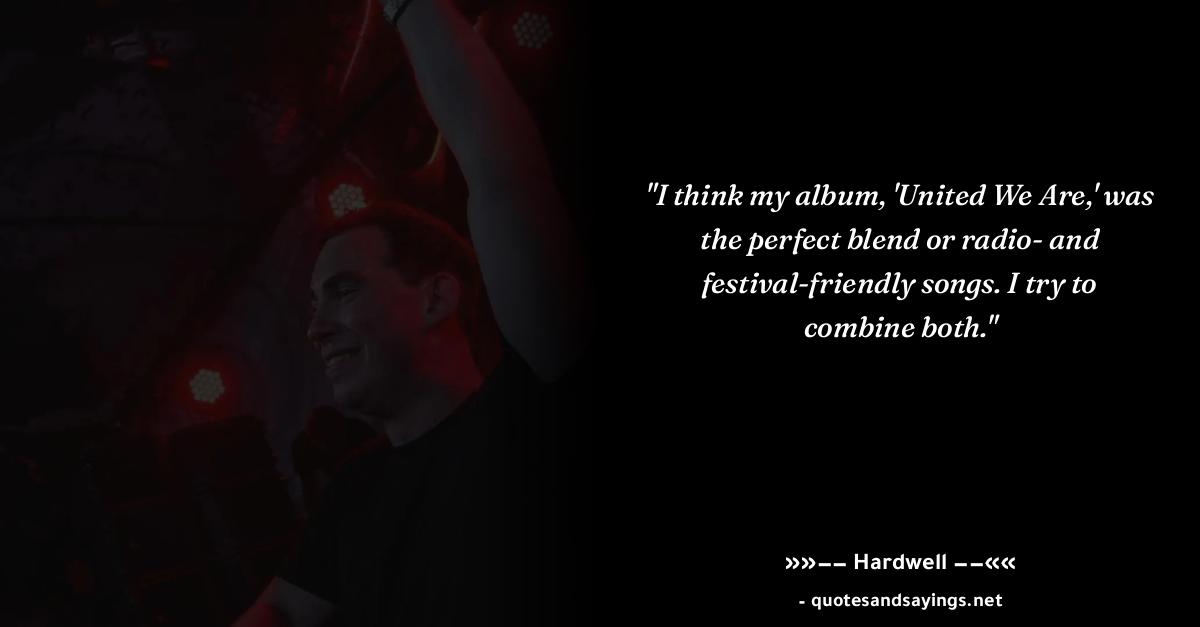 "I think my album, 'United We Are,' was
the perfect blend or radio- and
festival-friendly songs. I try to
combine both."
»»–– Hardwell ––««
- quotesandsayings.net